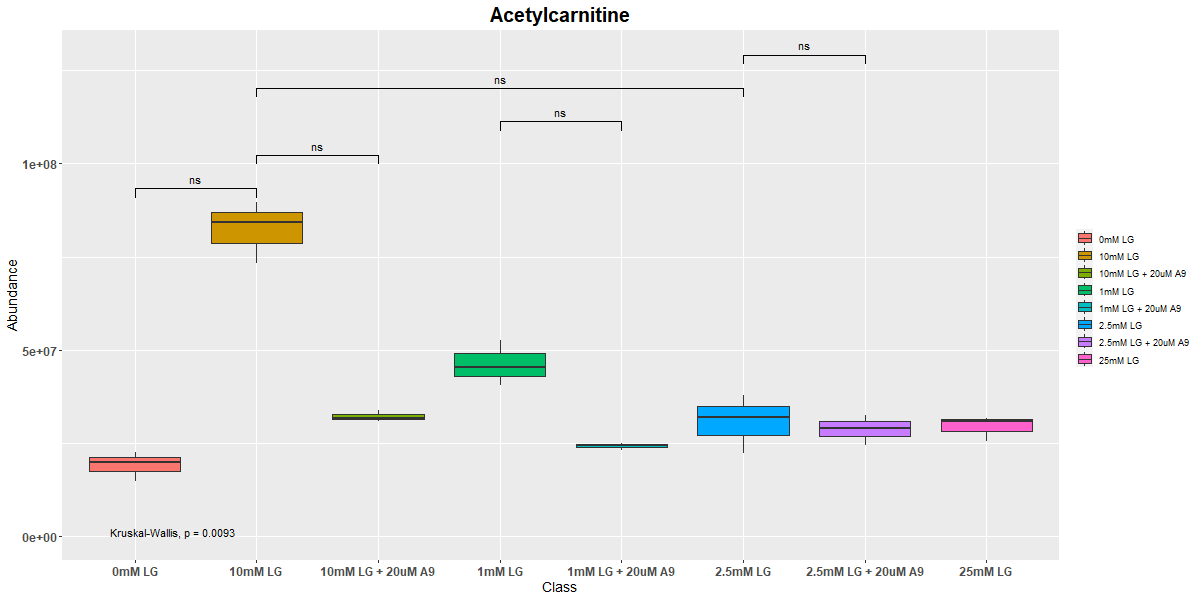 Acetylcarnitine
ns
ns
ns
ns
ns
1e+08
5e+07
0e+00
Abundance
Kruskal-Wallis, p = 0.0093
0mM LG
10mM LG
10mM LG + 20uM A9
1mM LG
1mM LG + 20uM A9
2.5mM LG
2.5mM LG + 20uM A9
25mM LG
Class
0mM LG
10mM LG
10mM LG + 20uM A9
1mM LG
1mM LG + 20uM A9
2.5mM LG
2.5mM LG + 20uM A9
25mM LG